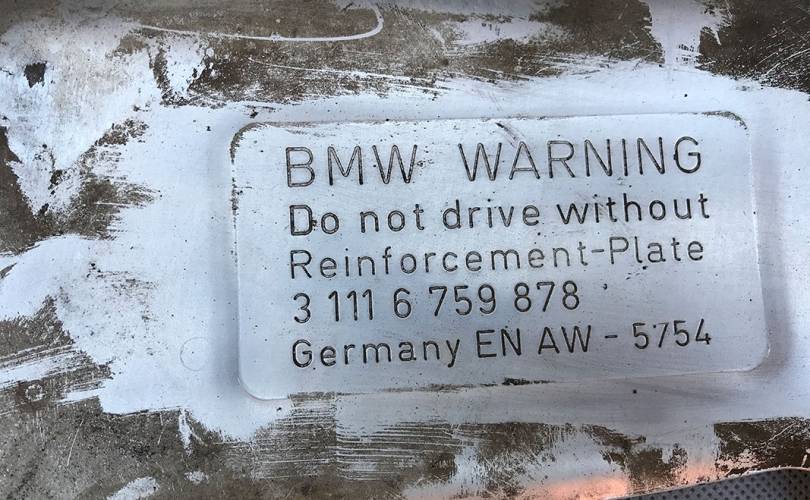 BMW WARNING
Do not drive without
Reinforcement-Plate
3 111 6 759 878
Germany EN AW - 5754